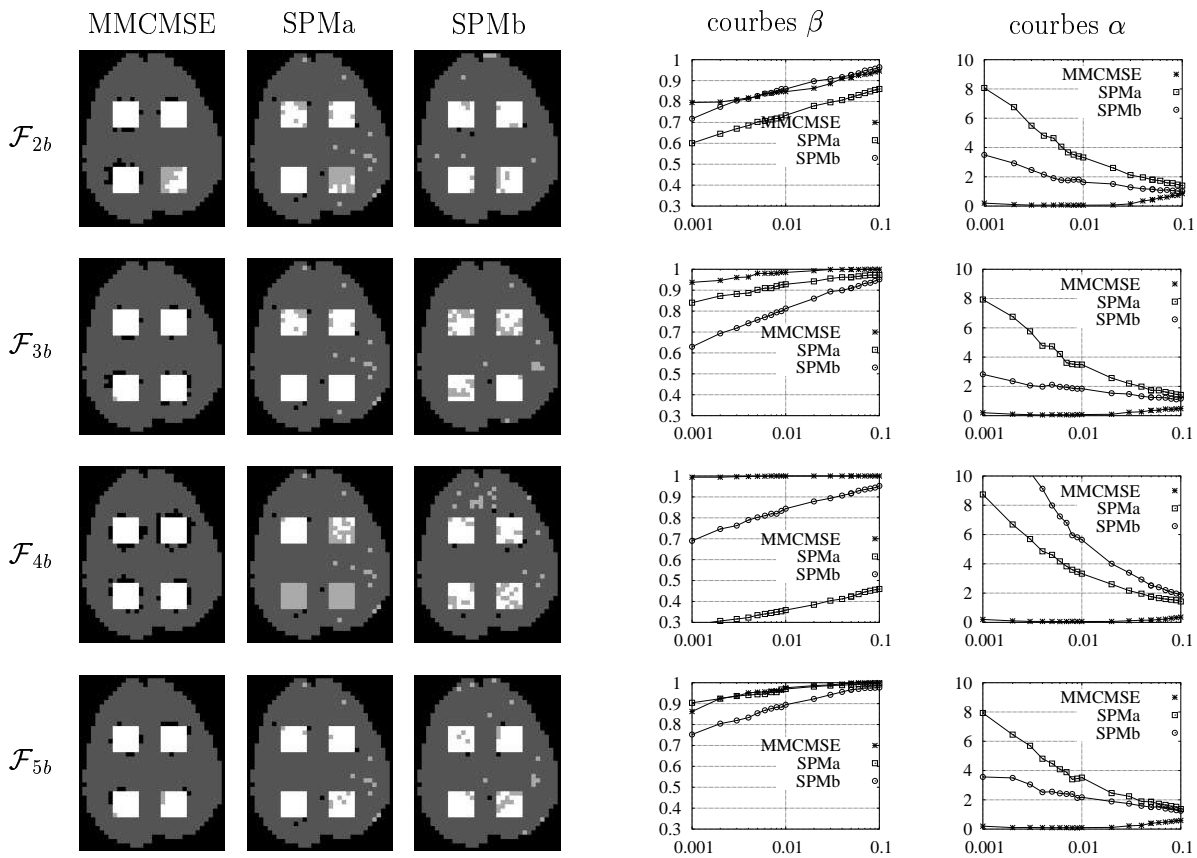 MMCMSE SPMa SPMb courbes β courbes α
F2b
1
0.9
0.8
0.7
0.6
0.5
0.4
0.3
0.001 0.01 0.1
MMCMSE
SPMa
SPMb
10
8
6
4
2
0
0.001 0.01 0.1
MMCMSE
SPMa
SPMb
F3b
1
0.9
0.8
0.7
0.6
0.5
0.4
0.3
0.001 0.01 0.1
MMCMSE
SPMa
SPMb
10
8
6
4
2
0
0.001 0.01 0.1
MMCMSE
SPMa
SPMb
F4b
1
0.9
0.8
0.7
0.6
0.5
0.4
0.3
0.001 0.01 0.1
MMCMSE
SPMa
SPMb
10
8
6
4
2
0
0.001 0.01 0.1
MMCMSE
SPMa
SPMb
F5b
1
0.9
0.8
0.7
0.6
0.5
0.4
0.3
0.001 0.01 0.1
MMCMSE
SPMa
SPMb
10
8
6
4
2
0
0.001 0.01 0.1
MMCMSE
SPMa
SPMb